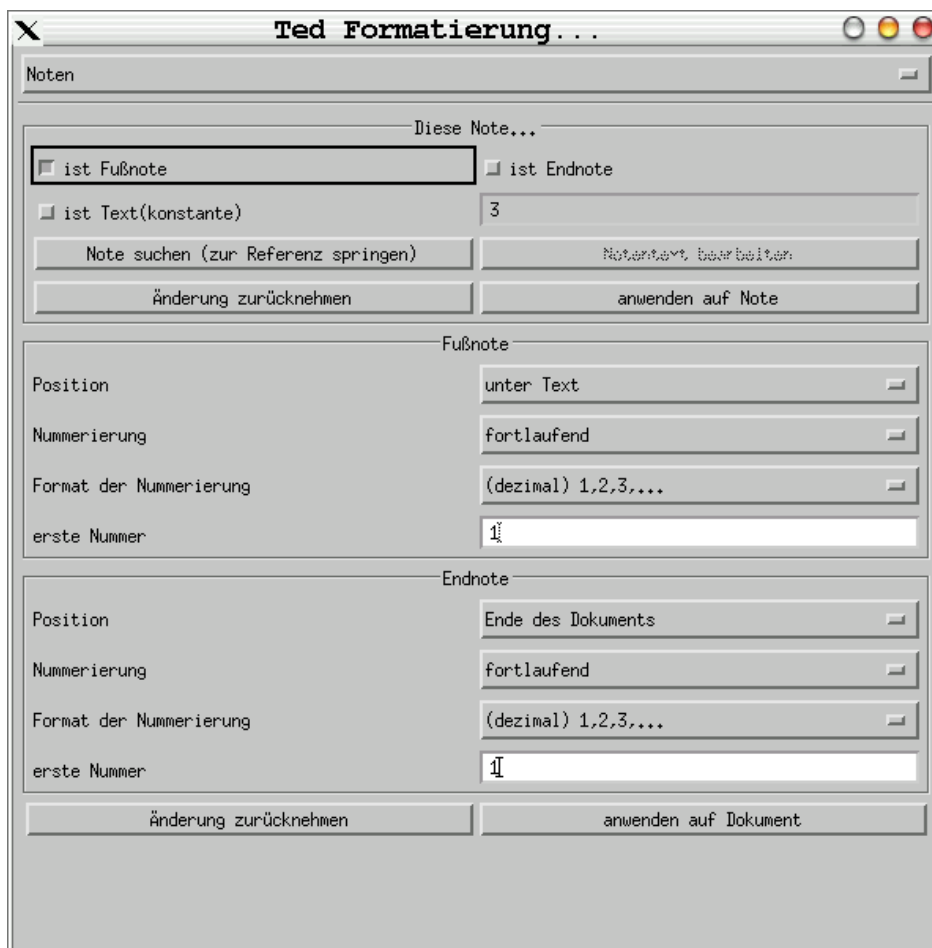 Ted Formatierung...
Noten
Diese Note...
ist Fußnote
ist Endnote
ist Text(konstante)
3
Note suchen (zur Referenz springen)
Notentext bearbeiten
Änderung zurücknehmen
anwenden auf Note
Fußnote
Position
unter Text
Nummerierung
fortlaufend
Format der Nummerierung
(dezimal) 1,2,3,...
erste Nummer
1
Endnote
Position
Ende des Dokuments
Nummerierung
fortlaufend
Format der Nummerierung
(dezimal) 1,2,3,...
erste Nummer
1
Änderung zurücknehmen
anwenden auf Dokument